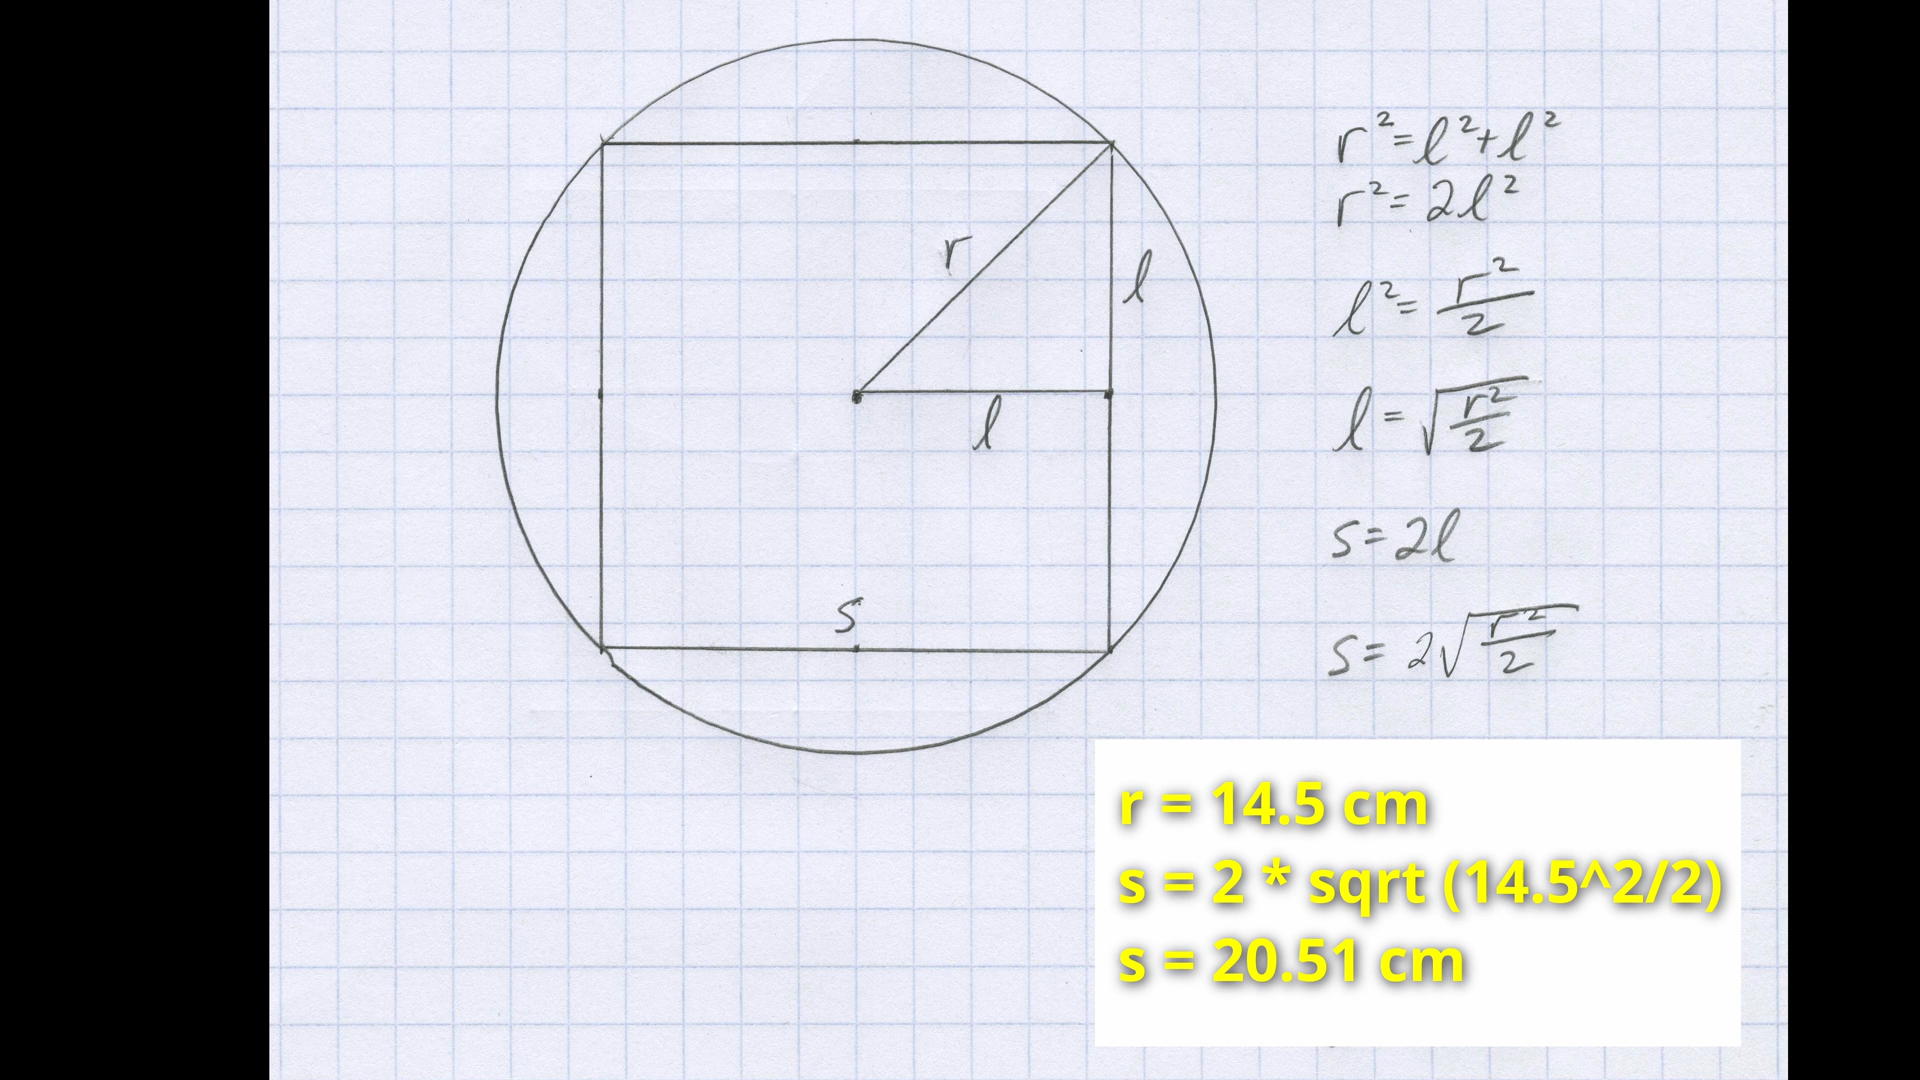 r
l
l
s
r² = l² + l²
r² = 2l²
l² = r²/2
l = √(r²/2)
s = 2l
s = 2√(r²/2)
r = 14.5 cm
s = 2 * sqrt (14.5^2/2)
s = 20.51 cm